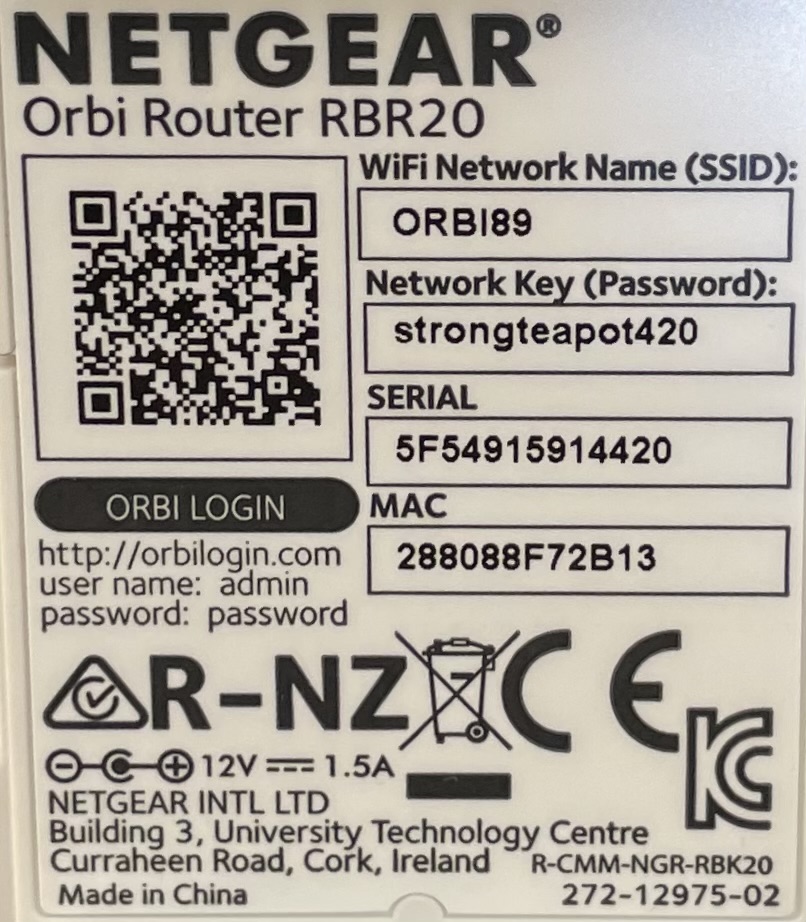 NETGEAR®
Orbi Router RBR20
WiFi Network Name (SSID):
ORBI89
Network Key (Password):
strongteapot420
SERIAL
5F54915914420
MAC
288088F72B13
ORBI LOGIN
http://orbilogin.com
user name: admin
password: password
R-NZ CE
KC
12V 1.5A
NETGEAR INTL LTD
Building 3, University Technology Centre
Curraheen Road, Cork, Ireland R-CMM-NGR-RBK20
Made in China 272-12975-02